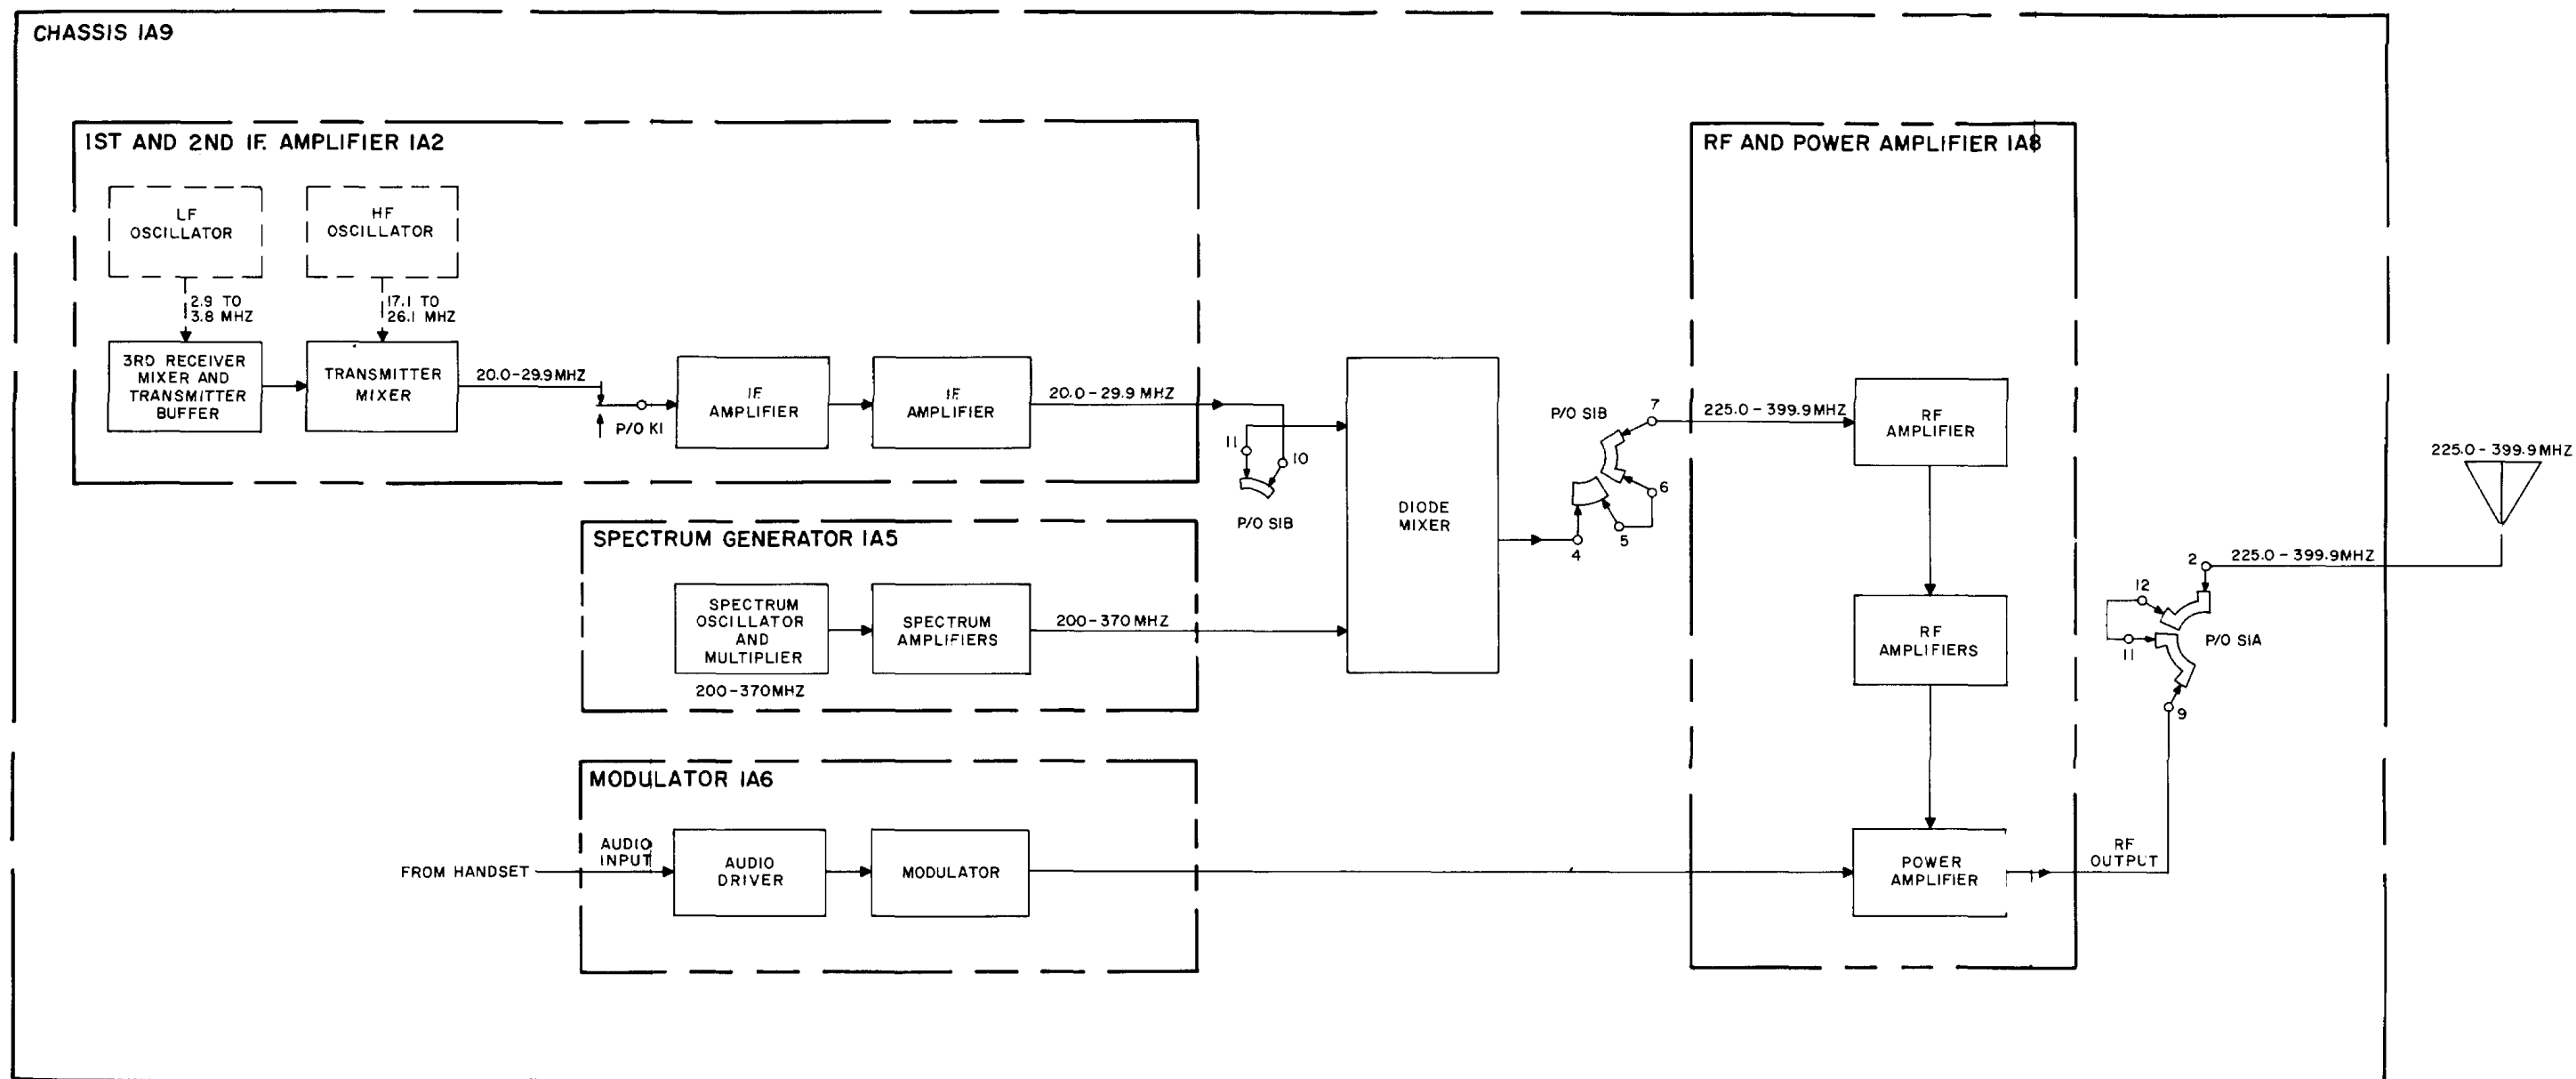 CHASSIS 1A9
1ST AND 2ND IF. AMPLIFIER 1A2
LF
OSCILLATOR
HF
OSCILLATOR
2.9 TO
3.8 MHZ
17.1 TO
26.1 MHZ
3RD RECEIVER
MIXER AND
TRANSMITTER
BUFFER
TRANSMITTER
MIXER
20.0-29.9MHZ
P/O K1
IF
AMPLIFIER
IF
AMPLIFIER
20.0-29.9 MHZ
11
10
P/O S1B
SPECTRUM GENERATOR 1A5
SPECTRUM
OSCILLATOR
AND
MULTIPLIER
200-370MHZ
SPECTRUM
AMPLIFIERS
200-370 MHZ
MODULATOR 1A6
FROM HANDSET
AUDIO
INPUT
AUDIO
DRIVER
MODULATOR
DIODE
MIXER
P/O S1B
7
6
5
4
RF AND POWER AMPLIFIER 1A8
225.0-399.9MHZ
RF
AMPLIFIER
RF
AMPLIFIERS
POWER
AMPLIFIER
RF
OUTPUT
2
12
11
9
P/O S1A
225.0-399.9MHZ
225.0-399.9MHZ